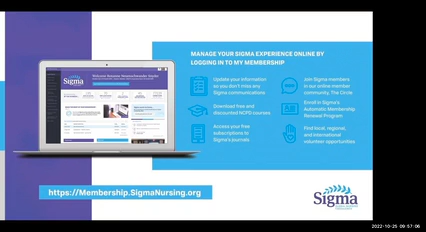 MANAGE YOUR SIGMA EXPERIENCE ONLINE BY
LOGGING IN TO MY MEMBERSHIP
Update your information
so you don't miss any
Sigma communications
Download free and
discounted NCPD courses
Access your free
subscriptions to
Sigma's journals
Join Sigma members
in our online member
community, The Circle
Enroll in Sigma's
Automatic Membership
Renewal Program
Find local, regional,
and international
volunteer opportunities
https://Membership.SigmaNursing.org
Sigma
2022-10-25 09:57:06